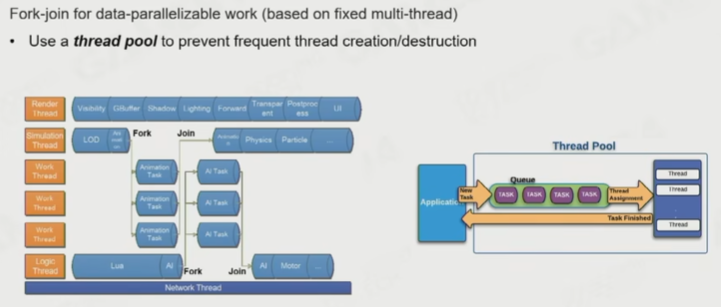 Fork-join for data-parallelizable work (based on fixed multi-thread)
• Use a thread pool to prevent frequent thread creation/destruction
Render Thread
Visibility
GBuffer
Shadow
Lighting
Forward
Transparent
Postprocess
UI
Simulation Thread
LOD
Fork
Join
Physics
Particle
...
Work Thread
Animation Task
AI Task
Work Thread
Animation Task
AI Task
Work Thread
Animation Task
AI Task
Logic Thread
Lua
AI
Fork
Join
AI
Motor
...
Network Thread
Thread Pool
Application
New Task
Queue
TASK
TASK
TASK
TASK
Thread Assignment
Task Finished
Thread
Thread
Thread